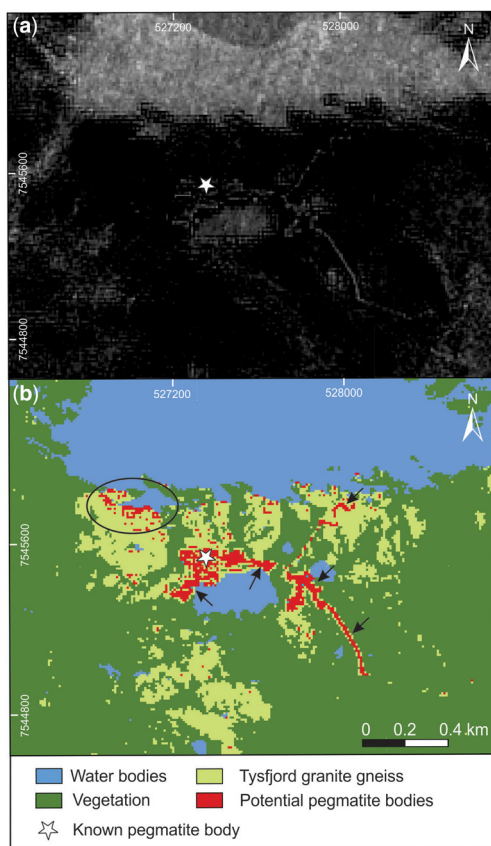 (a)
527200
528000
N
7545600
7544800
(b)
527200
528000
N
7545600
7544800
0 0.2 0.4 km
Water bodies
Tysfjord granite gneiss
Vegetation
Potential pegmatite bodies
Known pegmatite body